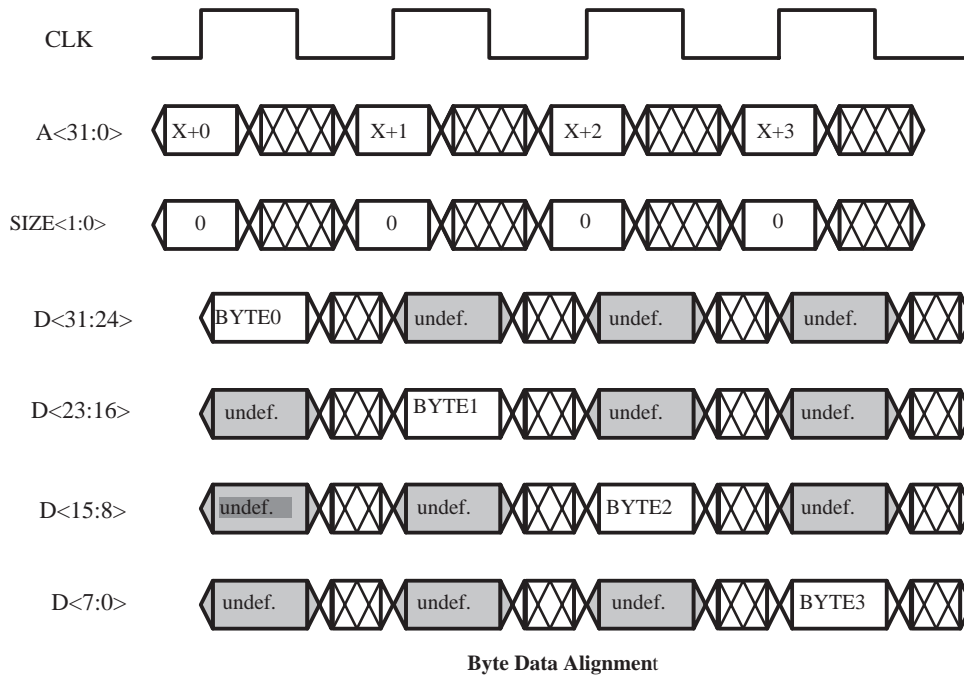 CLK
A<31:0> X+0 X+1 X+2 X+3
SIZE<1:0> 0 0 0 0
D<31:24> BYTE0 undef. undef. undef.
D<23:16> undef. BYTE1 undef. undef.
D<15:8> undef. undef. BYTE2 undef.
D<7:0> undef. undef. undef. BYTE3
Byte Data Alignment